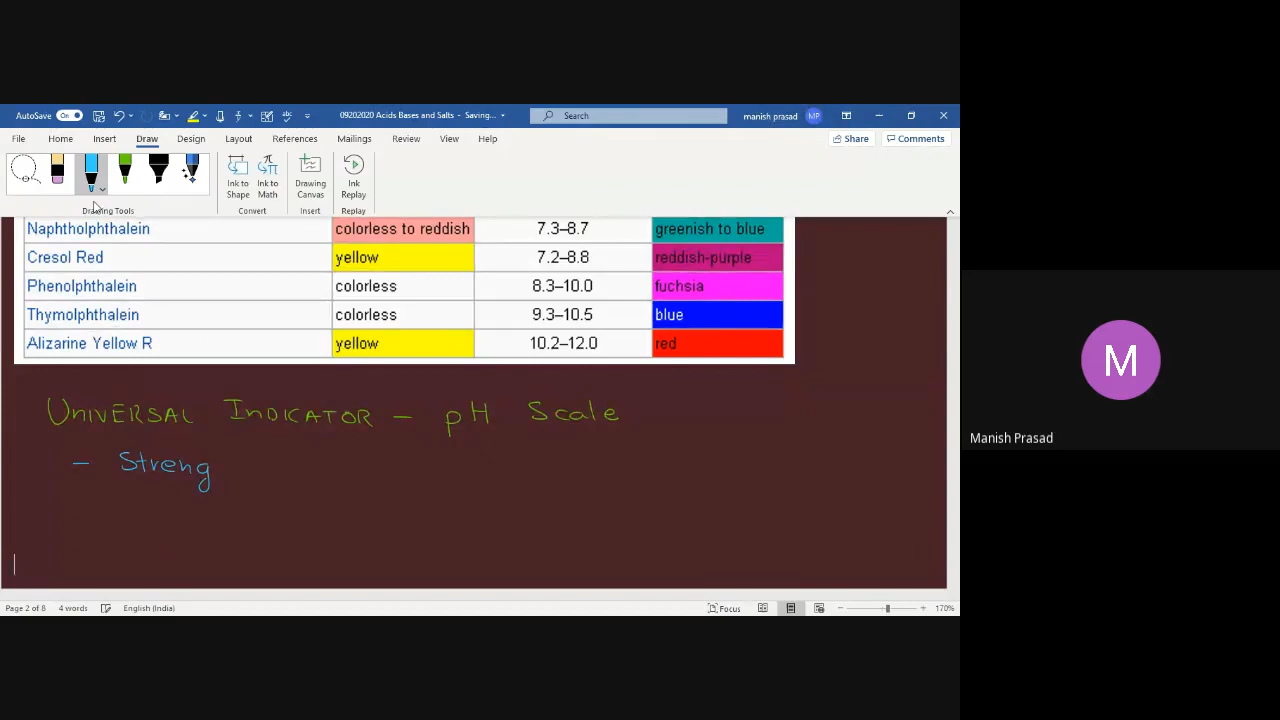 AutoSave On 09202020 Acids Bases and Salts - Saving... Search manish prasad MP
File Home Insert Draw Design Layout References Mailings Review View Help Share Comments
Ink to Shape Ink to Math Drawing Canvas Ink Replay
Drawing Tools Convert Insert Replay
Naphtholphthalein colorless to reddish 7.3–8.7 greenish to blue
Cresol Red yellow 7.2–8.8 reddish-purple
Phenolphthalein colorless 8.3–10.0 fuchsia
Thymolphthalein colorless 9.3–10.5 blue
Alizarine Yellow R yellow 10.2–12.0 red
UNIVERSAL INDICATOR – pH Scale
– Streng
Page 2 of 8 4 words English (India) Focus 170%
M
Manish Prasad